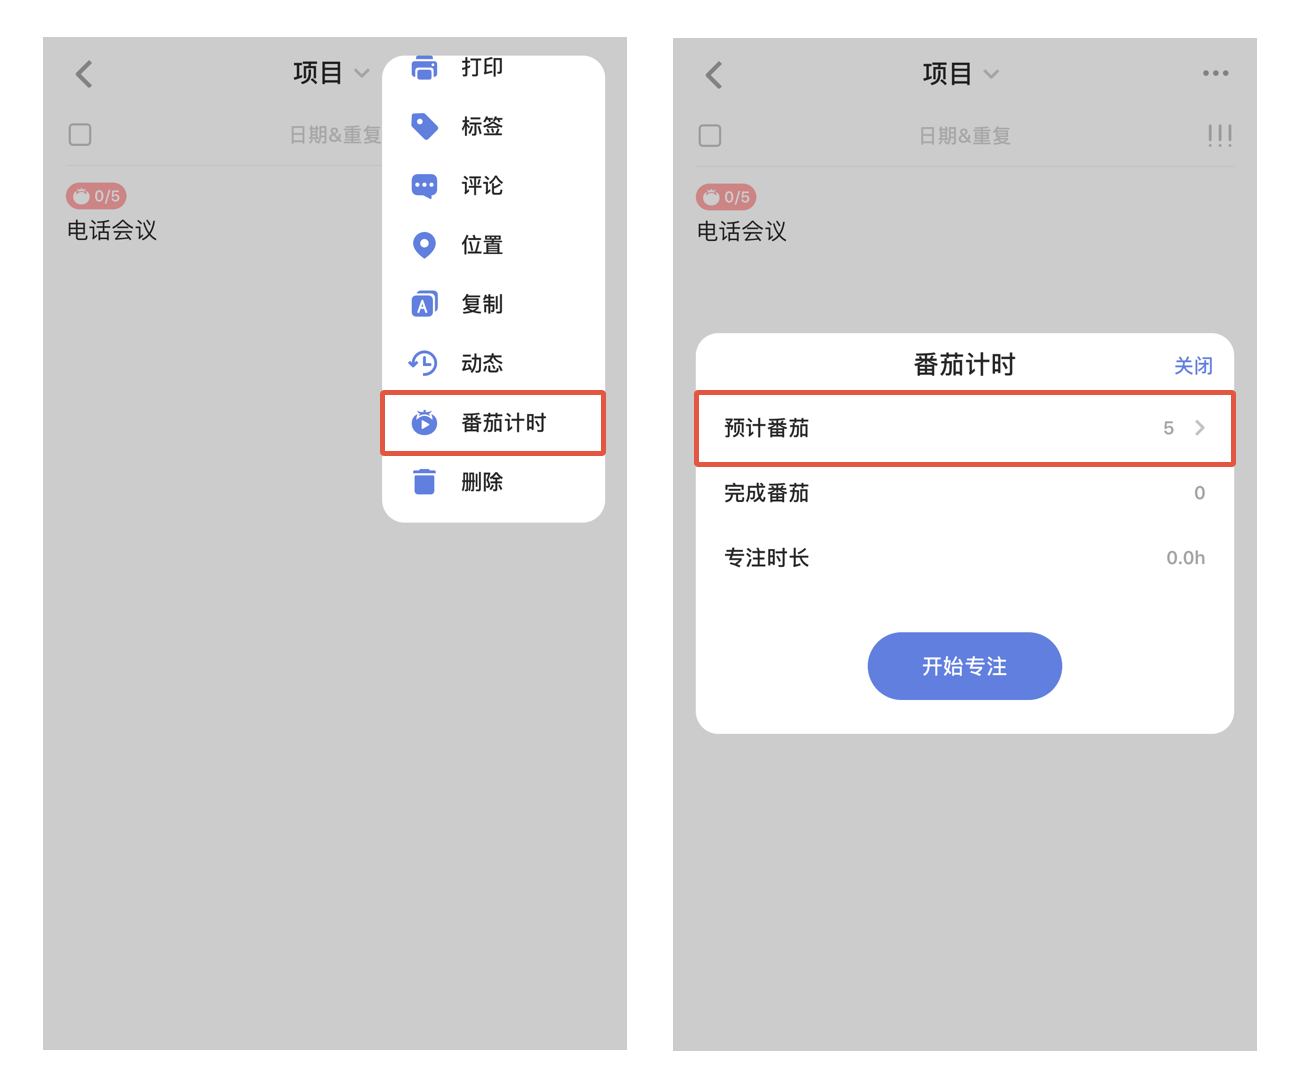 项目
日期&重复
0/5
电话会议
打印
标签
评论
位置
复制
动态
番茄计时
删除
项目
日期&重复
!!!
0/5
电话会议
番茄计时 关闭
预计番茄 5
完成番茄 0
专注时长 0.0h
开始专注